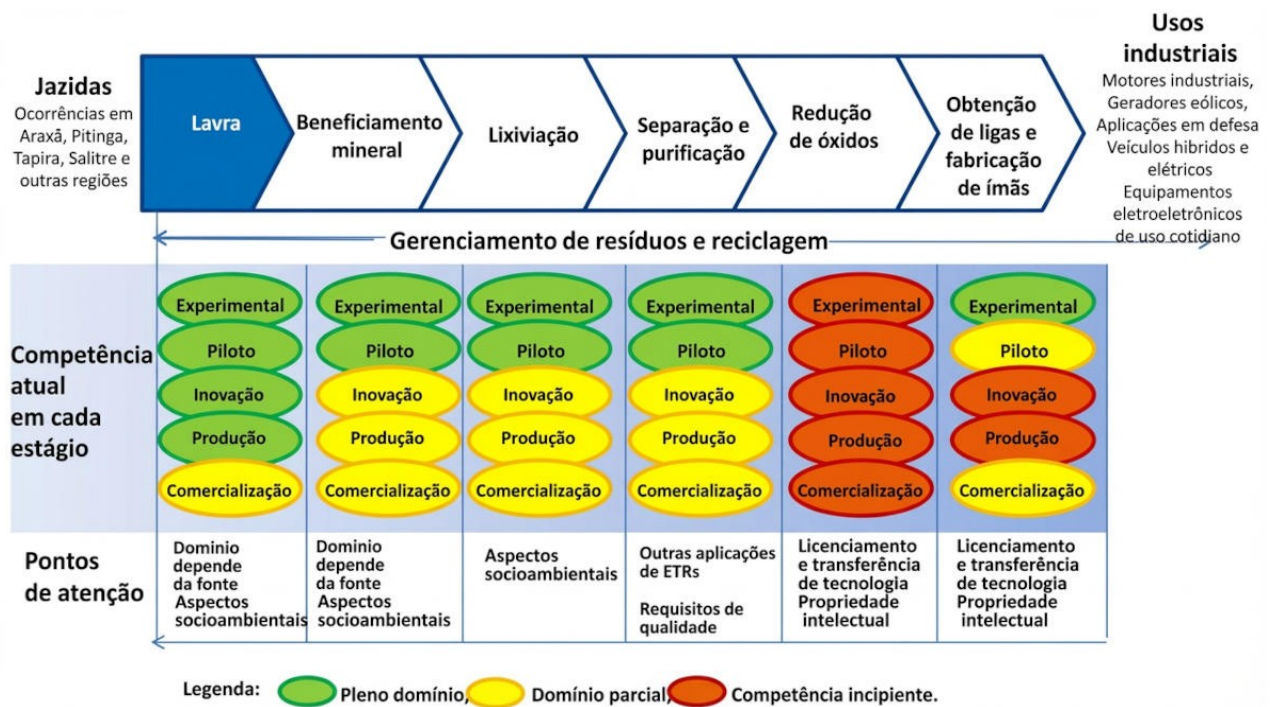 Jazidas
Ocorrências em
Araxă, Pitinga,
Tapira, Salitre e
outras regiões
Lavra
Beneficiamento
mineral
Lixiviação
Separação e
purificação
Redução
de óxidos
Obtenção
de ligas e
fabricação
de ímãs
Usos
industriais
Motores industriais,
Geradores eólicos,
Aplicações em defesa
Veículos hibridos e
elétricos
Equipamentos
eletroeletrônicos
de uso cotidiano
Gerenciamento de resíduos e reciclagem
Competência
atual
em cada
estágio
Experimental
Piloto
Inovação
Produção
Comercialização
Experimental
Piloto
Inovação
Produção
Comercialização
Experimental
Piloto
Inovação
Produção
Comercialização
Experimental
Piloto
Inovação
Produção
Comercialização
Experimental
Piloto
Inovação
Produção
Comercialização
Experimental
Piloto
Inovação
Produção
Comercialização
Pontos
de atenção
Dominio
depende
da fonte
Aspectos
socioambientais
Dominio
depende
da fonte
Aspectos
socioambientais
Aspectos
socioambientais
Outras aplicações
de ETRs
Requisitos de
qualidade
Licenciamento
e transferência
de tecnologia
Propriedade
intelectual
Licenciamento
e transferência
de tecnologia
Propriedade
intelectual
Legenda:
Pleno domínio,
Domínio parcial,
Competência incipiente.